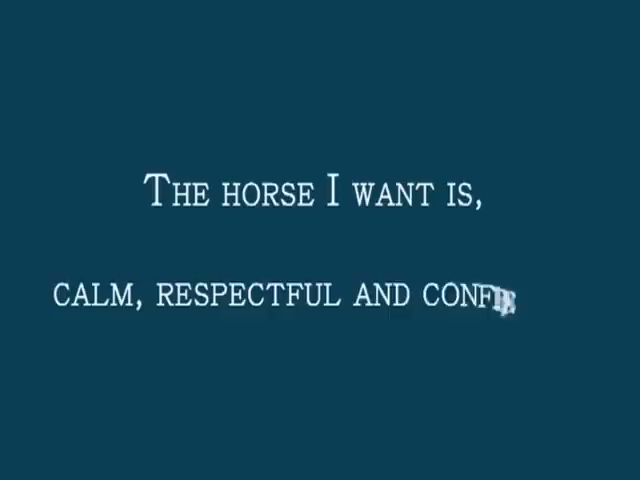 The horse I want is,
calm, respectful and